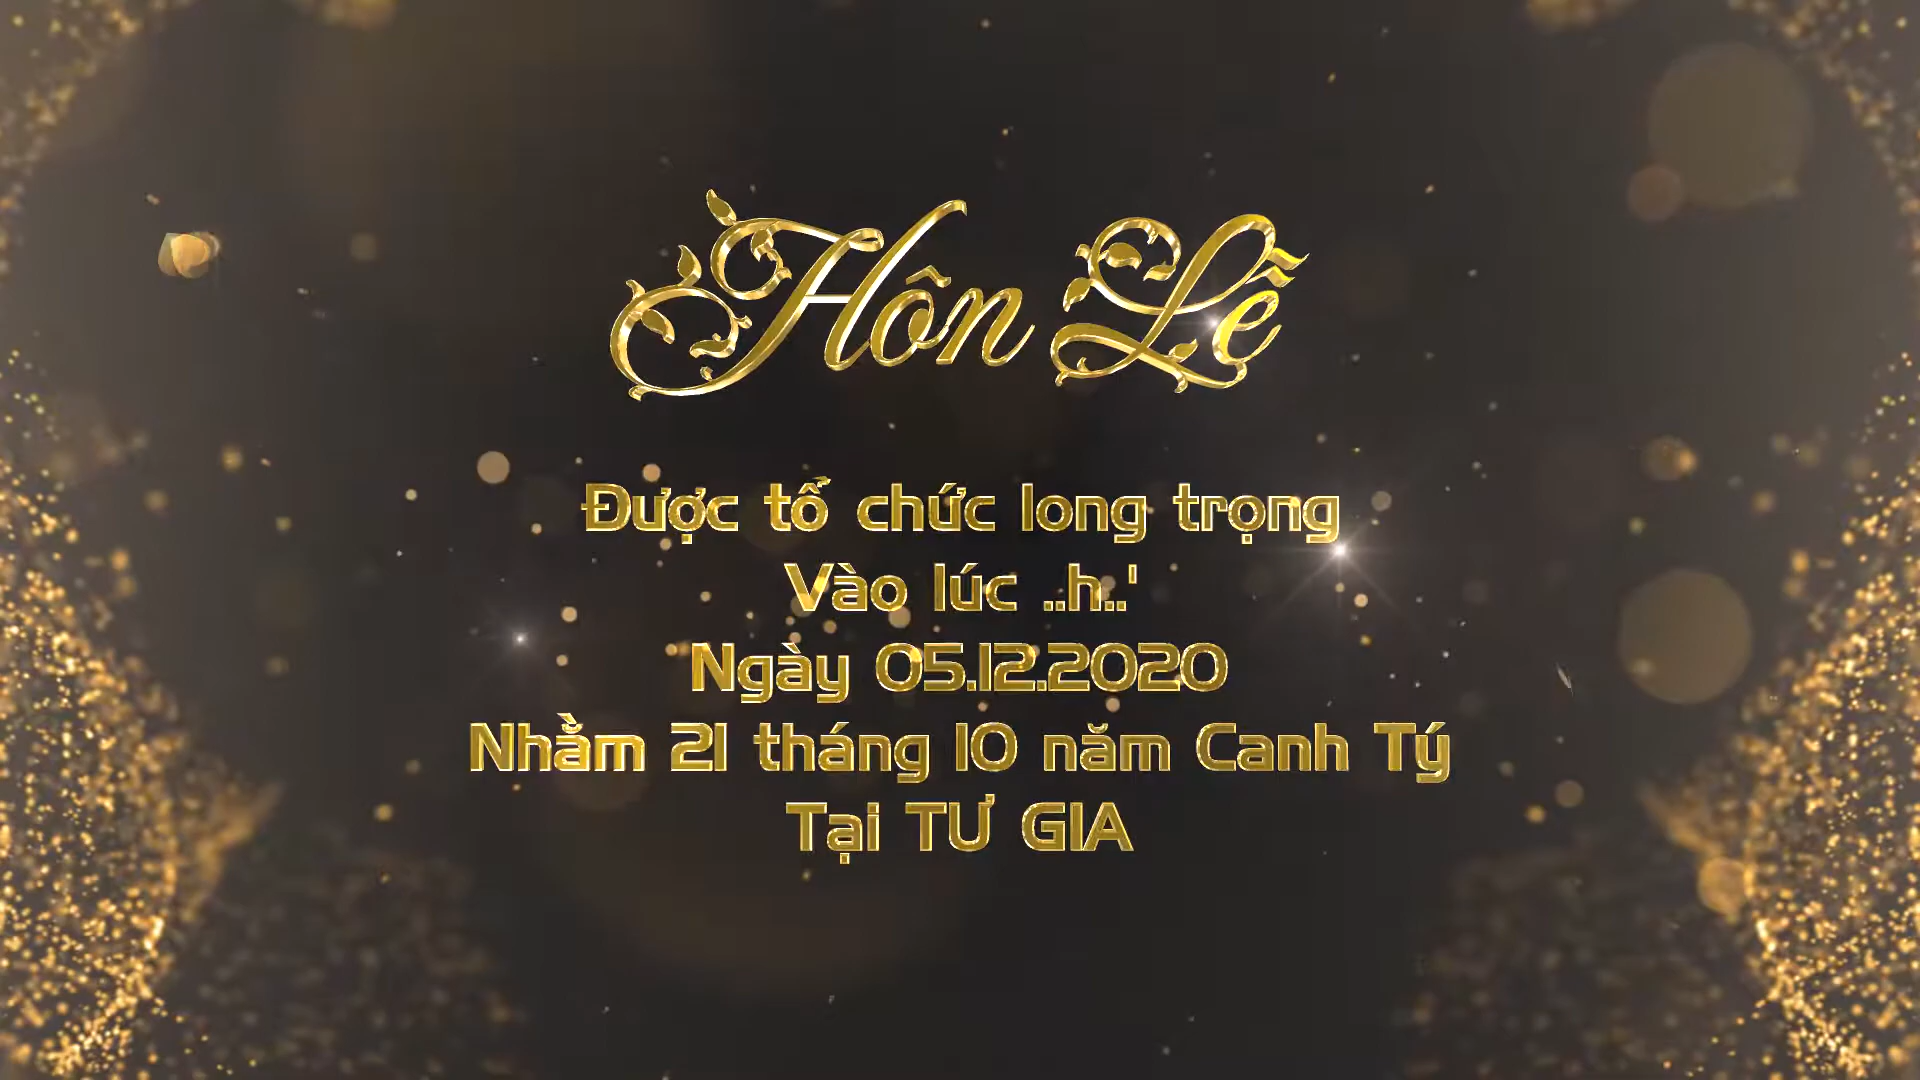 Hôn Lễ
Được tổ chức long trọng
Vào lúc ..h..'
Ngày 05.12.2020
Nhằm 21 tháng 10 năm Canh Tý
Tại TƯ GIA